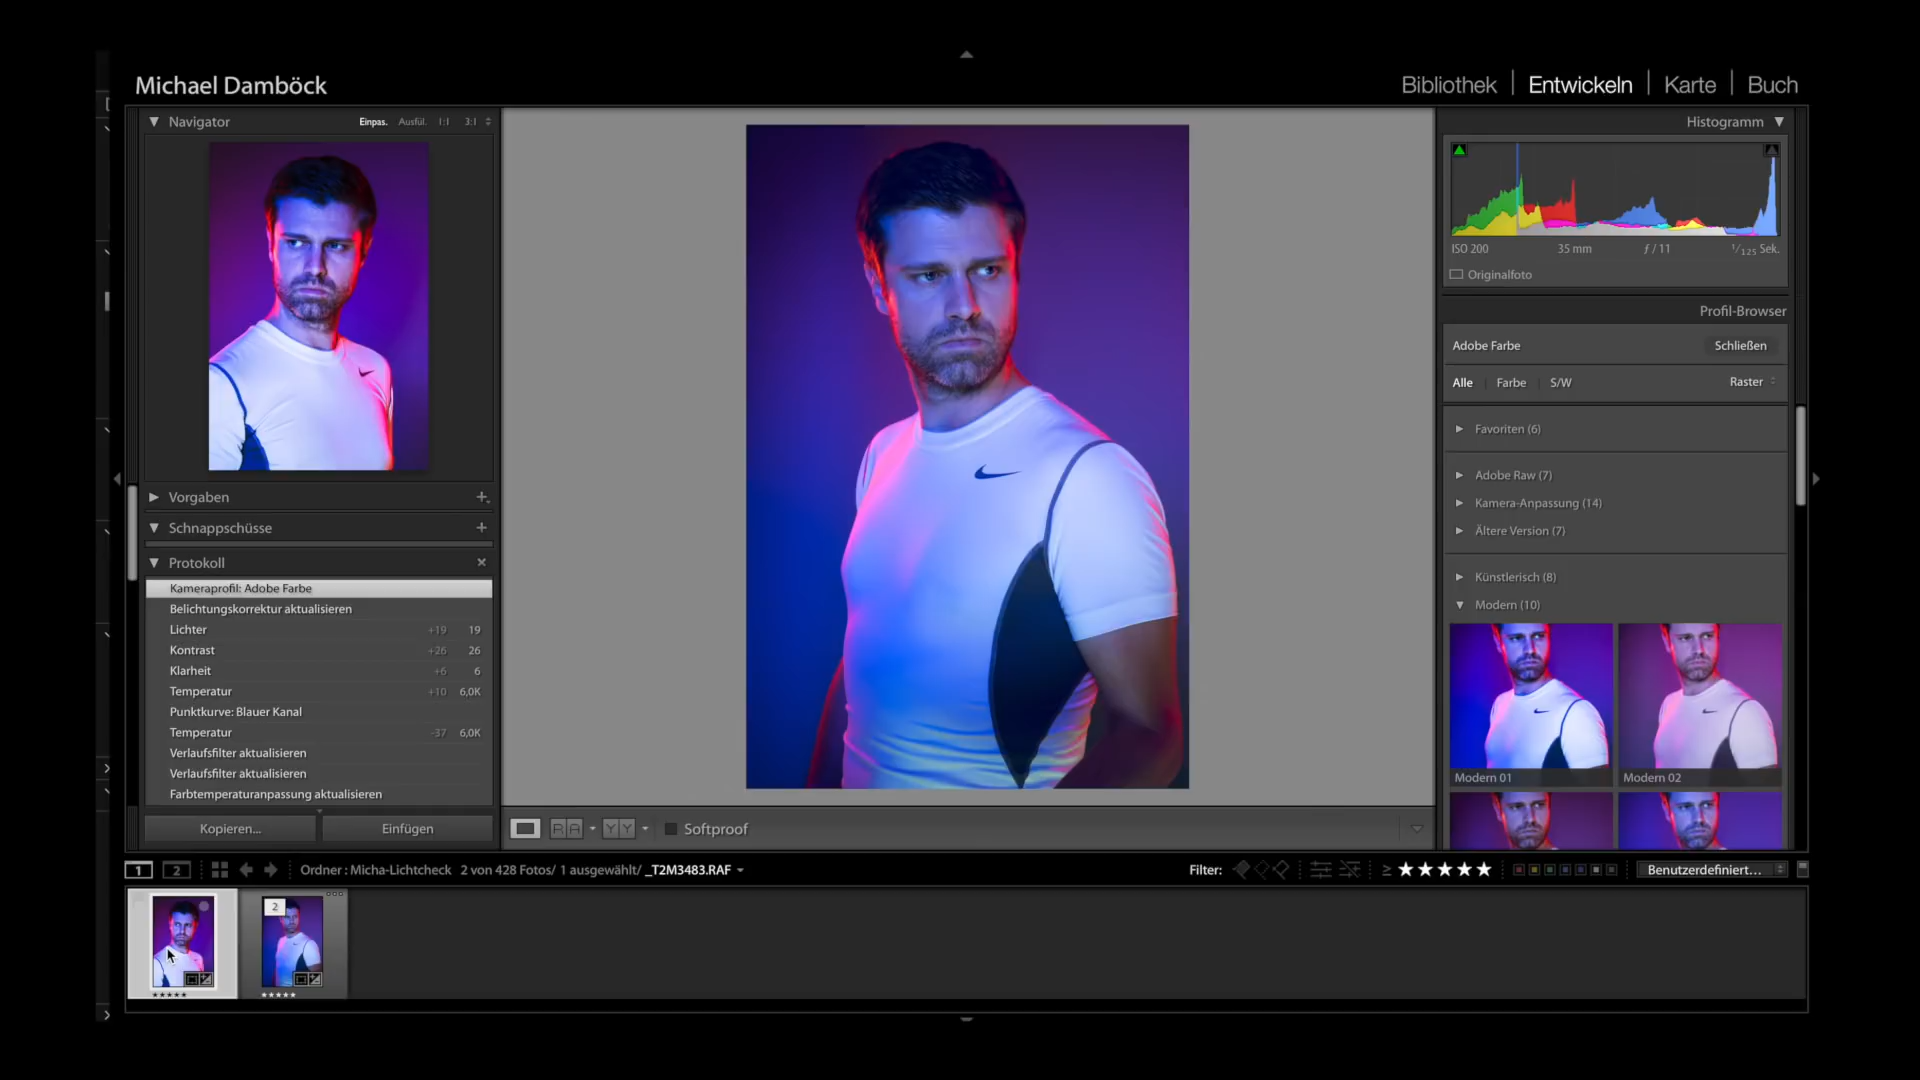 Michael Damböck
Bibliothek | Entwickeln | Karte | Buch
Navigator
Einpas. Ausfül. 1:1 3:1
Vorgaben
Schnappschüsse
Protokoll
Kameraprofil: Adobe Farbe
Belichtungskorrektur aktualisieren
Lichter +19 19
Kontrast +26 26
Klarheit +6 6
Temperatur +10 6,0K
Punktkurve: Blauer Kanal
Temperatur -37 6,0K
Verlaufsfilter aktualisieren
Verlaufsfilter aktualisieren
Farbtemperaturanpassung aktualisieren
Kopieren...
Einfügen
R A
Y Y
Softproof
Histogramm
ISO 200 35 mm ƒ / 11 1/125 Sek.
Originalfoto
Profil-Browser
Adobe Farbe
Schließen
Alle | Farbe | S/W
Raster
Favoriten (6)
Adobe Raw (7)
Kamera-Anpassung (14)
Ältere Version (7)
Künstlerisch (8)
Modern (10)
Modern 01
Modern 02
1 2
Ordner : Micha-Lichtcheck 2 von 428 Fotos/ 1 ausgewählt/ _T2M3483.RAF
Filter: ≥ ★★★★★
Benutzerdefiniert...
2